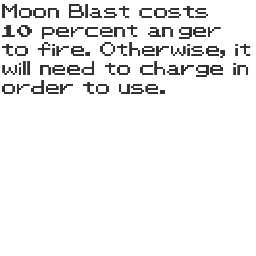 Moon Blast costs
10 percent anger
to fire. Otherwise, it
will need to charge in
order to use.